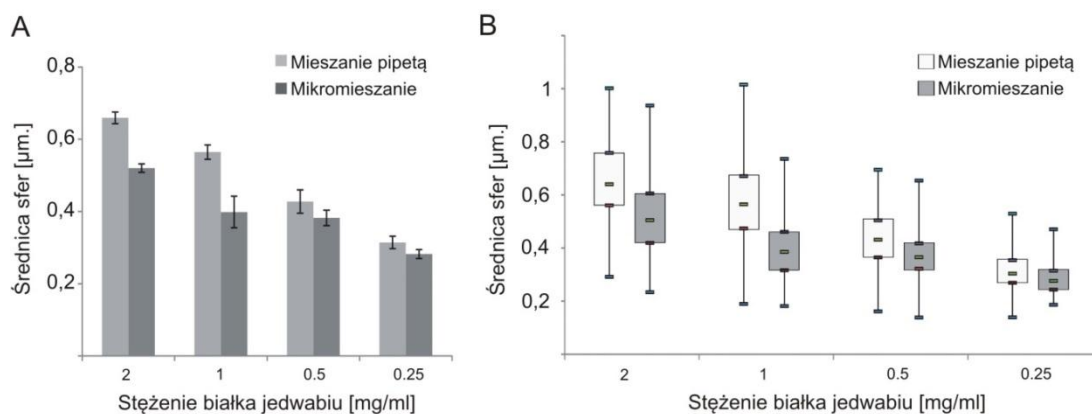 A
Mieszanie pipetą
Mikromieszanie
Średnica sfer [µm.]
0,8
0,6
0,4
0,2
0
2 1 0.5 0.25
Stężenie białka jedwabiu [mg/ml]
B
Mieszanie pipetą
Mikromieszanie
Średnica sfer [µm.]
1
0,8
0,6
0,4
0,2
2 1 0.5 0.25
Stężenie białka jedwabiu [mg/ml]